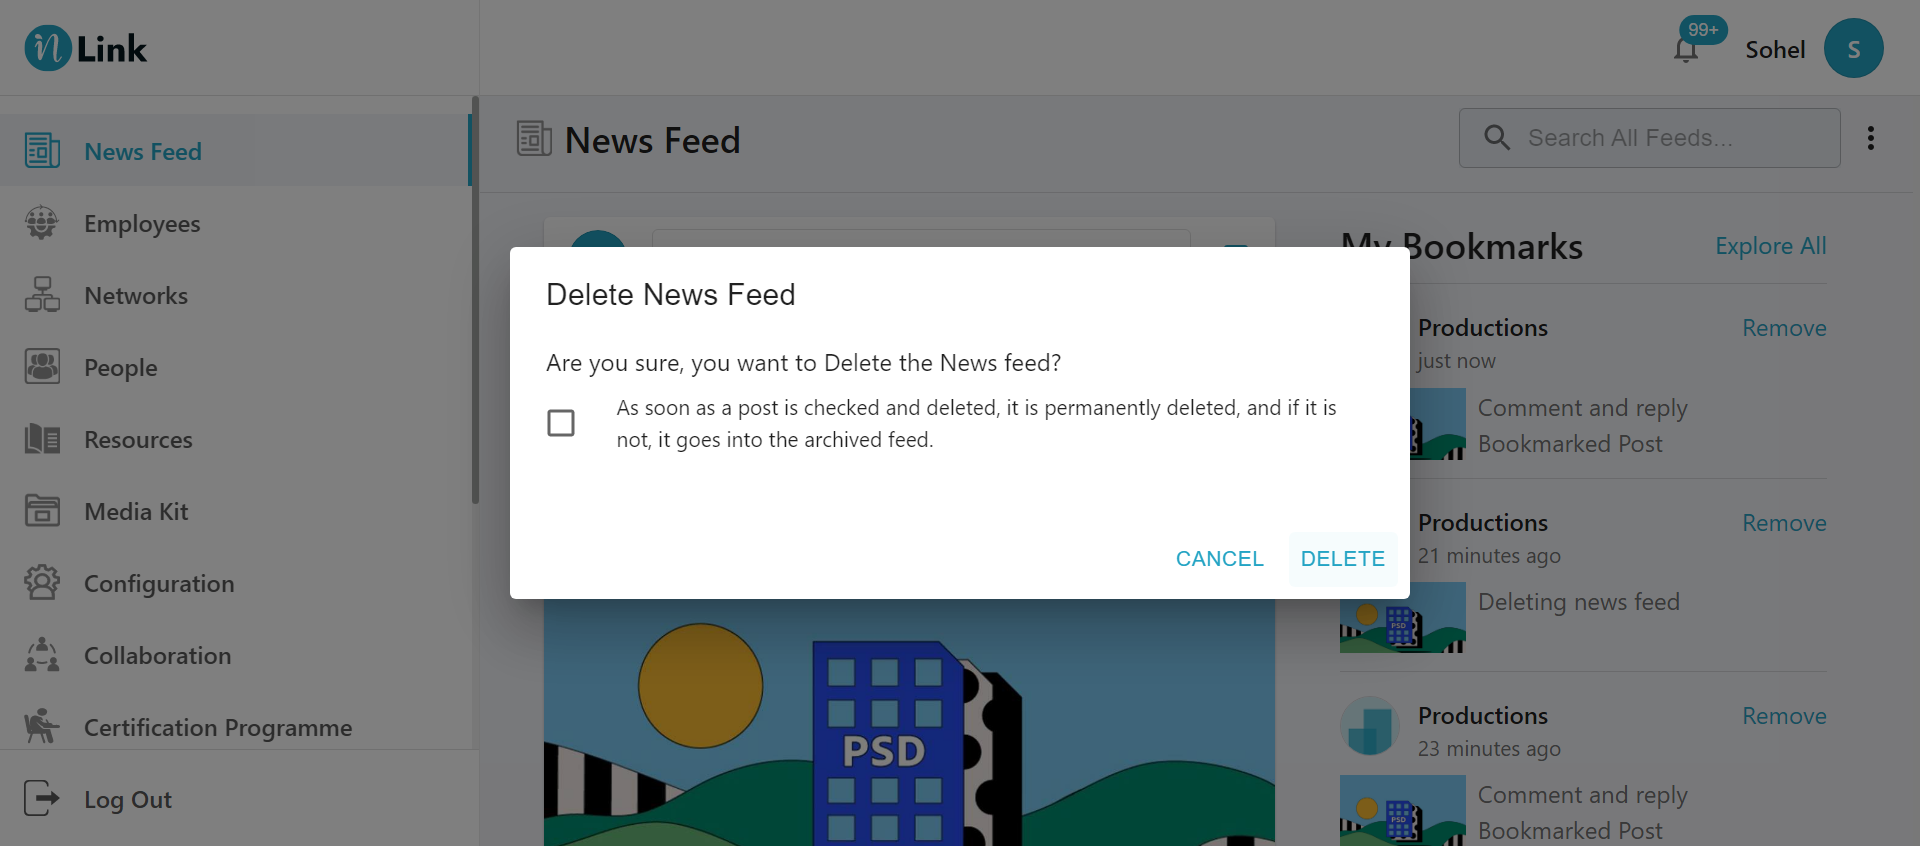 n Link
99+
Sohel
S
News Feed
Employees
Networks
People
Resources
Media Kit
Configuration
Collaboration
Certification Programme
Log Out
News Feed
Search All Feeds...
Delete News Feed
Are you sure, you want to Delete the News feed?
As soon as a post is checked and deleted, it is permanently deleted, and if it is
not, it goes into the archived feed.
CANCEL
DELETE
PSD
My Bookmarks
Explore All
Productions
Remove
just now
Comment and reply
Bookmarked Post
Productions
Remove
21 minutes ago
PSD
Deleting news feed
Productions
Remove
23 minutes ago
PSD
Comment and reply
Bookmarked Post